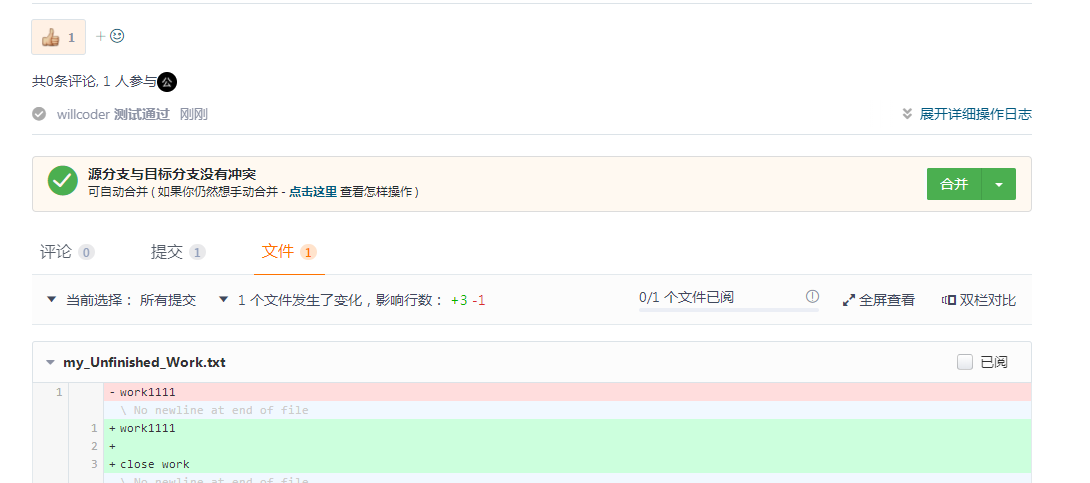 1 +
共0条评论, 1 人参与 公
willcoder 测试通过 刚刚 展开详细操作日志
源分支与目标分支没有冲突
可自动合并 ( 如果你仍然想手动合并 - 点击这里 查看怎样操作 )
合并
评论 0 提交 1 文件 1
当前选择： 所有提交 1 个文件发生了变化，影响行数： +3 -1 0/1 个文件已阅 全屏查看 双栏对比
my_Unfinished_Work.txt 已阅
1 - work1111
\ No newline at end of file
1 + work1111
2 +
3 + close work
\ No newline at end of file